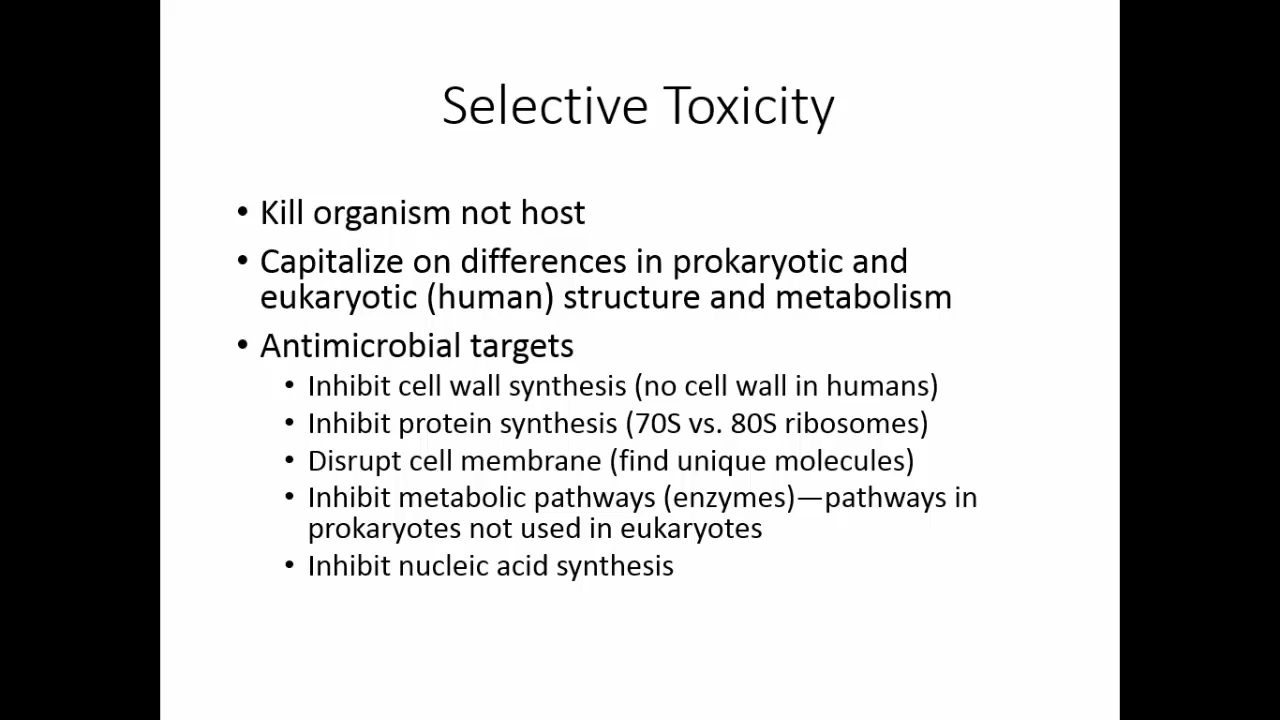 Selective Toxicity
• Kill organism not host
• Capitalize on differences in prokaryotic and
eukaryotic (human) structure and metabolism
• Antimicrobial targets
• Inhibit cell wall synthesis (no cell wall in humans)
• Inhibit protein synthesis (70S vs. 80S ribosomes)
• Disrupt cell membrane (find unique molecules)
• Inhibit metabolic pathways (enzymes)—pathways in
prokaryotes not used in eukaryotes
• Inhibit nucleic acid synthesis